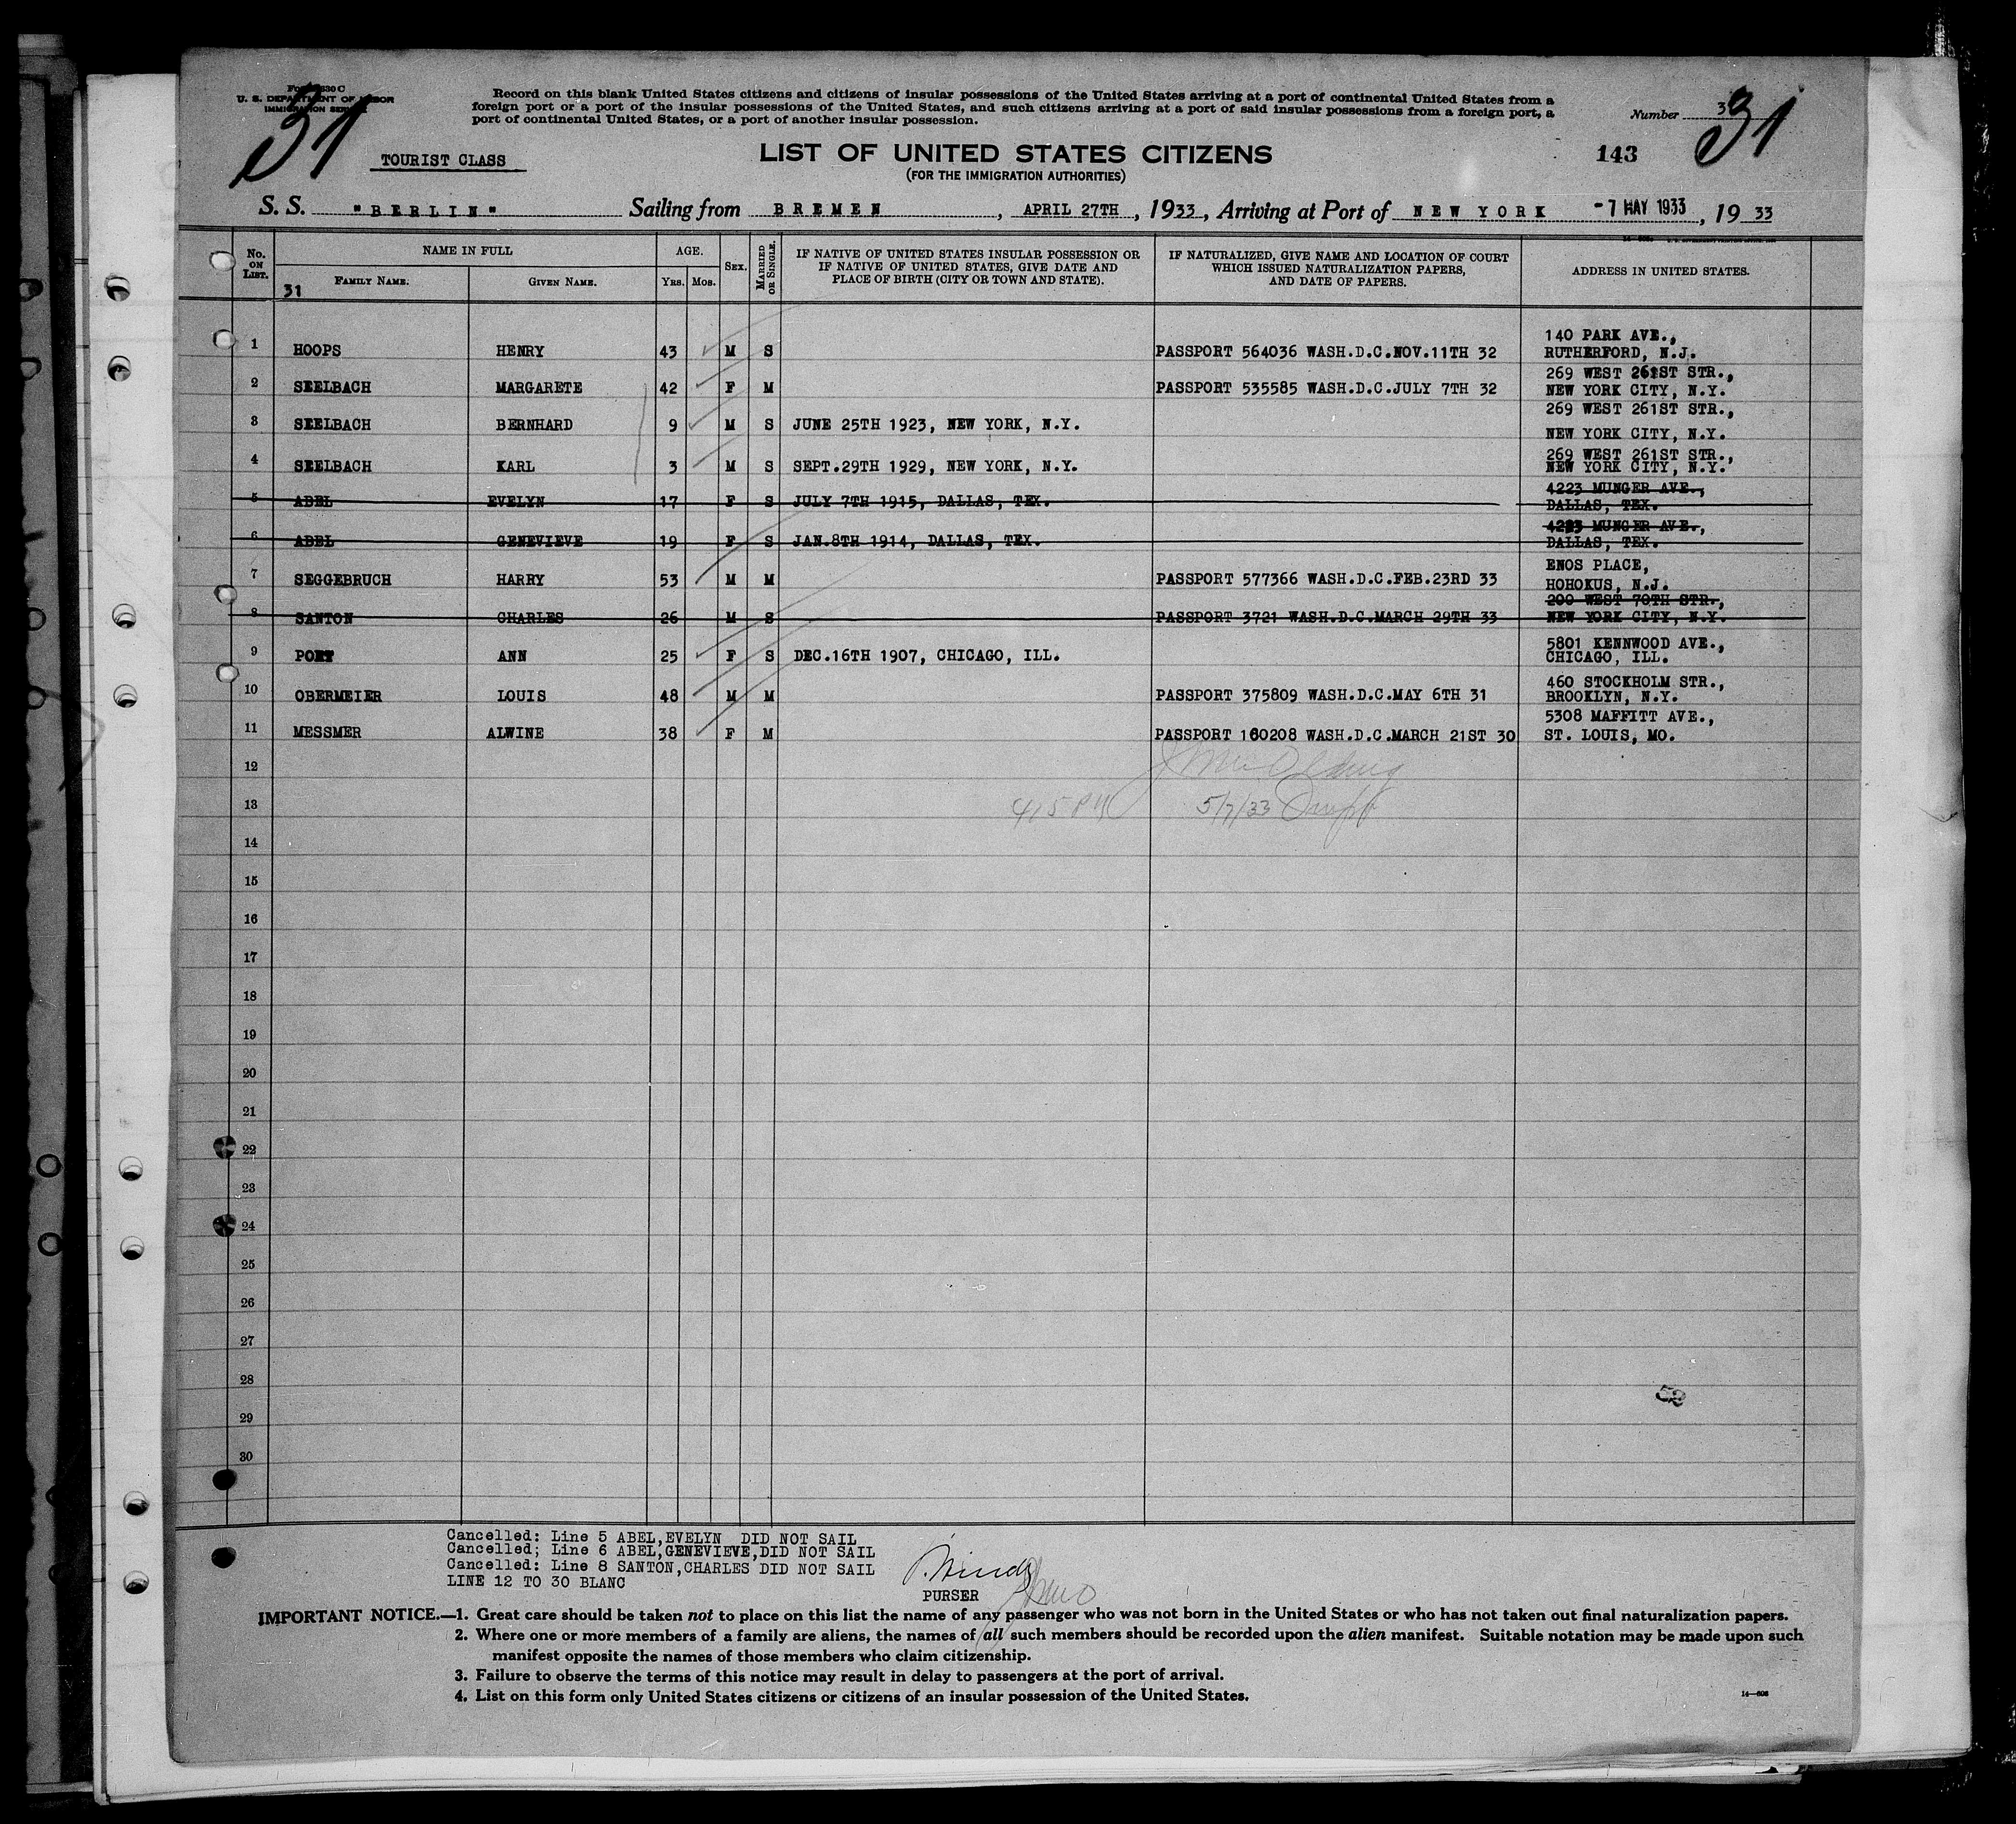 Form 630 C
U. S. DEPARTMENT OF LABOR
IMMIGRATION SERVICE
Record on this blank United States citizens and citizens of insular possessions of the United States arriving at a port of continental United States from a
foreign port or a port of the insular possessions of the United States, and such citizens arriving at a port of said insular possessions from a foreign port, a
port of continental United States, or a port of another insular possession.
Number 31
31
TOURIST CLASS
LIST OF UNITED STATES CITIZENS
143
(FOR THE IMMIGRATION AUTHORITIES)
S. S. "BERLIN" Sailing from BREMEN, APRIL 27TH, 1933, Arriving at Port of NEW YORK -7 MAY 1933, 19 33
No. ON LIST. NAME IN FULL AGE. SEX. MARRIED OR SINGLE. IF NATIVE OF UNITED STATES INSULAR POSSESSION OR IF NATIVE OF UNITED STATES, GIVE DATE AND PLACE OF BIRTH (CITY OR TOWN AND STATE). IF NATURALIZED, GIVE NAME AND LOCATION OF COURT WHICH ISSUED NATURALIZATION PAPERS, AND DATE OF PAPERS. ADDRESS IN UNITED STATES.
31 FAMILY NAME. GIVEN NAME. YRS. MOS.
1 HOOPS HENRY 43 M S PASSPORT 564036 WASH.D.C.NOV.11TH 32 140 PARK AVE., RUTHERFORD, N.J.
2 SEELBACH MARGARETE 42 F M PASSPORT 535585 WASH.D.C.JULY 7TH 32 269 WEST 261ST STR., NEW YORK CITY, N.Y.
3 SEELBACH BERNHARD 9 M S JUNE 25TH 1923, NEW YORK, N.Y. 269 WEST 261ST STR., NEW YORK CITY, N.Y.
4 SEELBACH KARL 3 M S SEPT.29TH 1929, NEW YORK, N.Y. 269 WEST 261ST STR., NEW YORK CITY, N.Y.
5 ABEL EVELYN 17 F S JULY 7TH 1915, DALLAS, TEX. 4223 MUNGER AVE., DALLAS, TEX.
6 ABEL GENEVIEVE 19 F S JAN.8TH 1914, DALLAS, TEX. 4223 MUNGER AVE., DALLAS, TEX.
7 SEGGEBRUCH HARRY 53 M M PASSPORT 577366 WASH.D.C.FEB.23RD 33 ENOS PLACE, HOHOKUS, N.J.
8 SANTON CHARLES 26 M S PASSPORT 3721 WASH.D.C.MARCH 29TH 33 200 WEST 70TH STR., NEW YORK CITY, N.Y.
9 PORT ANN 25 F S DEC.16TH 1907, CHICAGO, ILL. 5801 KENNWOOD AVE., CHICAGO, ILL.
10 OBERMEIER LOUIS 48 M M PASSPORT 375809 WASH.D.C.MAY 6TH 31 460 STOCKHOLM STR., BROOKLYN, N.Y.
11 MESSMER ALWINE 38 F M PASSPORT 160208 WASH.D.C.MARCH 21ST 30 5308 MAFFITT AVE., ST. LOUIS, MO.
12
13 415 PM 5/7/33
14
15
16
17
18
19
20
21
22
23
24
25
26
27
28
52
29
30
Cancelled: Line 5 ABEL,EVELYN DID NOT SAIL
Cancelled; Line 6 ABEL,GENEVIEVE,DID NOT SAIL
Cancelled: Line 8 SANTON,CHARLES DID NOT SAIL
LINE 12 TO 30 BLANC
PURSER
IMPORTANT NOTICE.—1. Great care should be taken not to place on this list the name of any passenger who was not born in the United States or who has not taken out final naturalization papers.
2. Where one or more members of a family are aliens, the names of all such members should be recorded upon the alien manifest. Suitable notation may be made upon such
manifest opposite the names of those members who claim citizenship.
3. Failure to observe the terms of this notice may result in delay to passengers at the port of arrival.
4. List on this form only United States citizens or citizens of an insular possession of the United States.
14—608